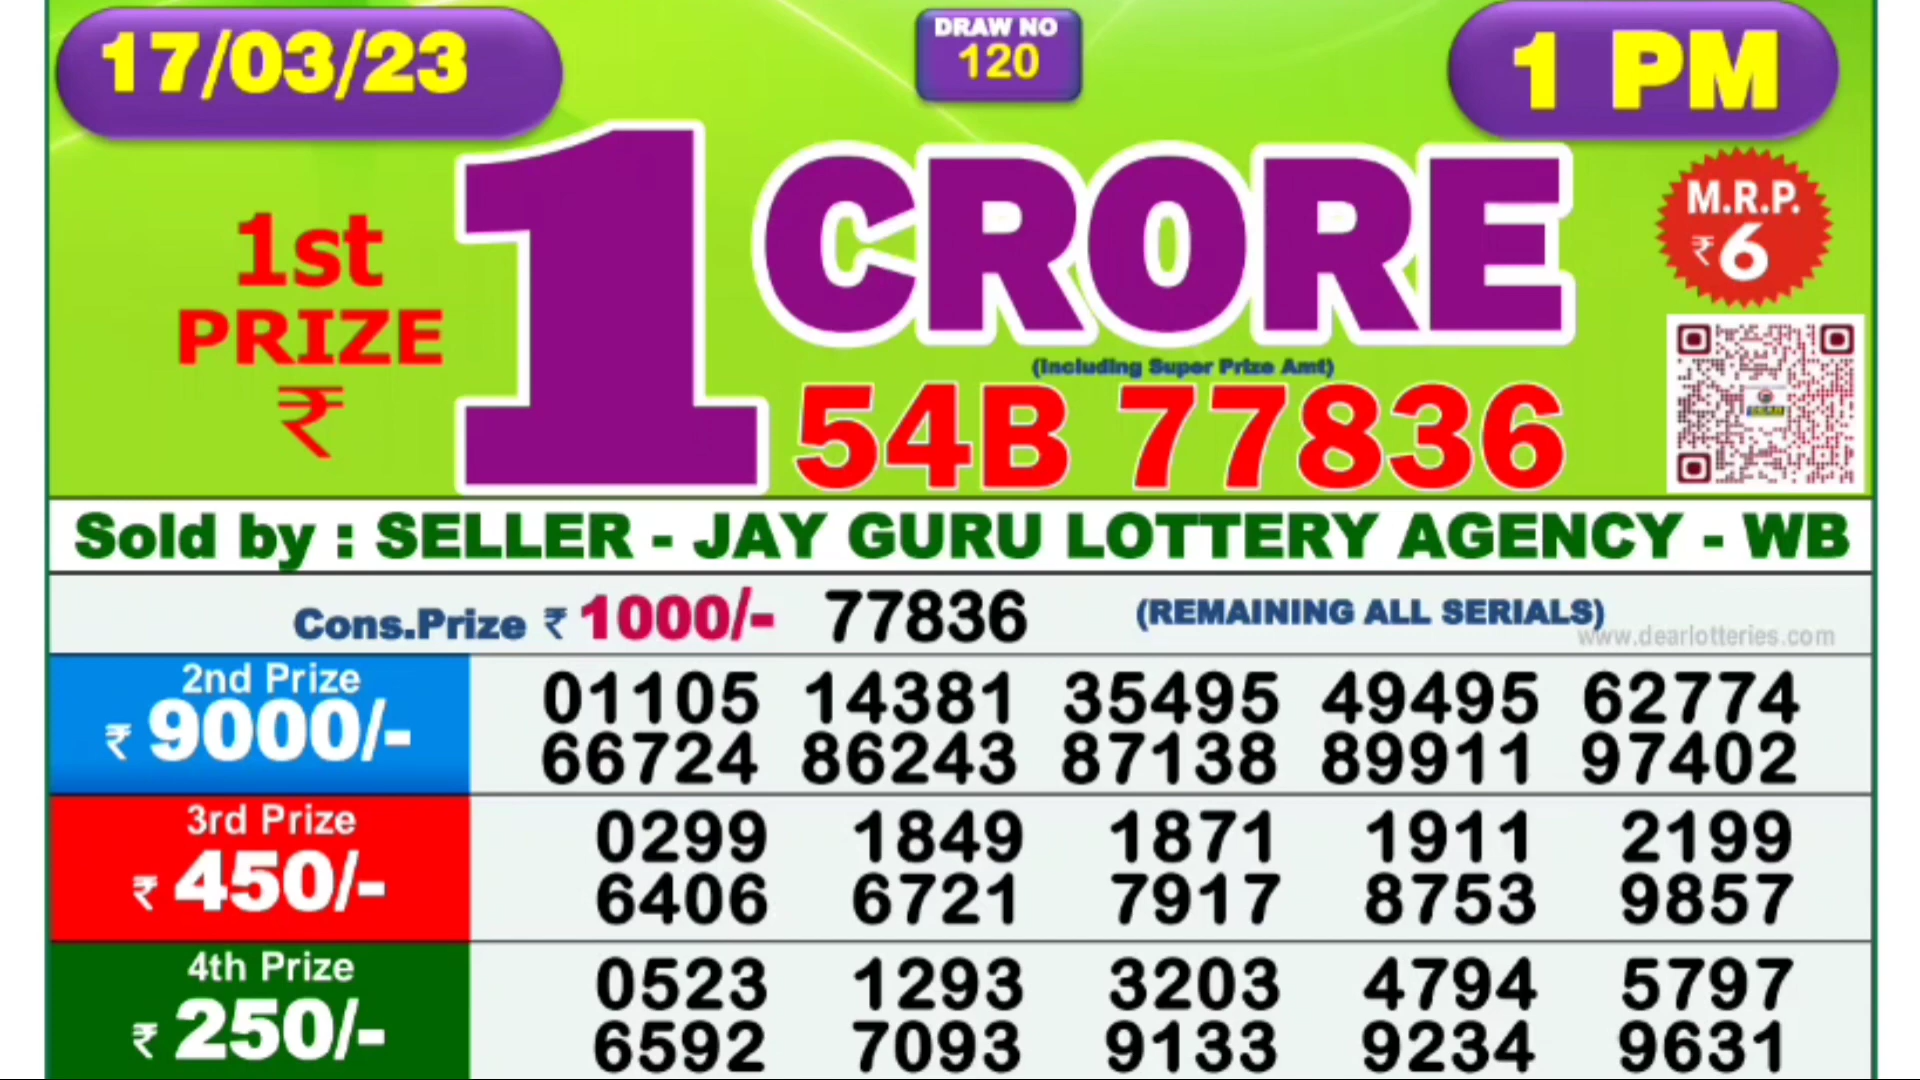 17/03/23
DRAW NO
120
1 PM
1st
PRIZE
₹
1 CRORE
M.R.P.
₹ 6
(Including Super Prize Amt)
54B 77836
Sold by : SELLER - JAY GURU LOTTERY AGENCY - WB
Cons.Prize ₹ 1000/- 77836 (REMAINING ALL SERIALS)
www.dearlotteries.com
2nd Prize
₹ 9000/-
01105 14381 35495 49495 62774
66724 86243 87138 89911 97402
3rd Prize
₹ 450/-
0299 1849 1871 1911 2199
6406 6721 7917 8753 9857
4th Prize
₹ 250/-
0523 1293 3203 4794 5797
6592 7093 9133 9234 9631